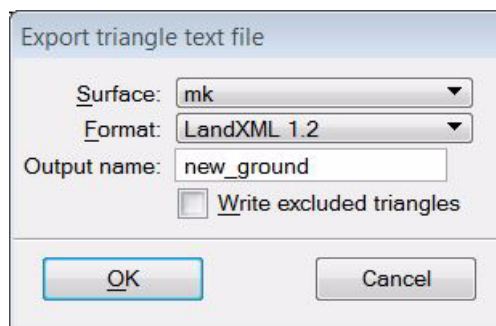 Export triangle text file
Surface: mk
Format: LandXML 1.2
Output name: new_ground
Write excluded triangles
OK Cancel